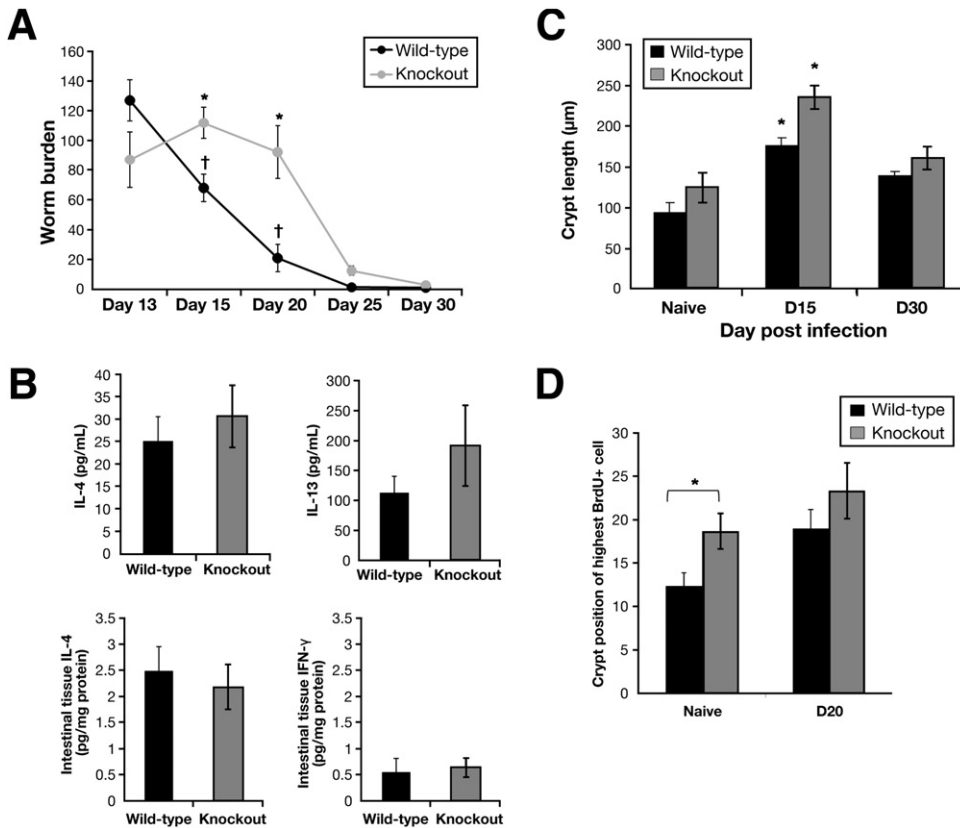 A
Wild-type
Knockout
Worm burden
160
140
120
100
80
60
40
20
0
*
*
†
†
Day 13 Day 15 Day 20 Day 25 Day 30
B
IL-4 (pg/mL)
40
35
30
25
20
15
10
5
0
Wild-type Knockout
IL-13 (pg/mL)
300
250
200
150
100
50
0
Wild-type Knockout
Intestinal tissue IL-4
(pg/mg protein)
3.5
3
2.5
2
1.5
1
0.5
0
Wild-type Knockout
Intestinal tissue IFN-γ
(pg/mg protein)
3.5
3
2.5
2
1.5
1
0.5
0
Wild-type Knockout
C
Wild-type
Knockout
Crypt length (µm)
300
250
200
150
100
50
0
*
*
Naive D15 D30
Day post infection
D
Wild-type
Knockout
Crypt position of highest BrdU+ cell
30
25
20
15
10
5
0
*
Naive D20